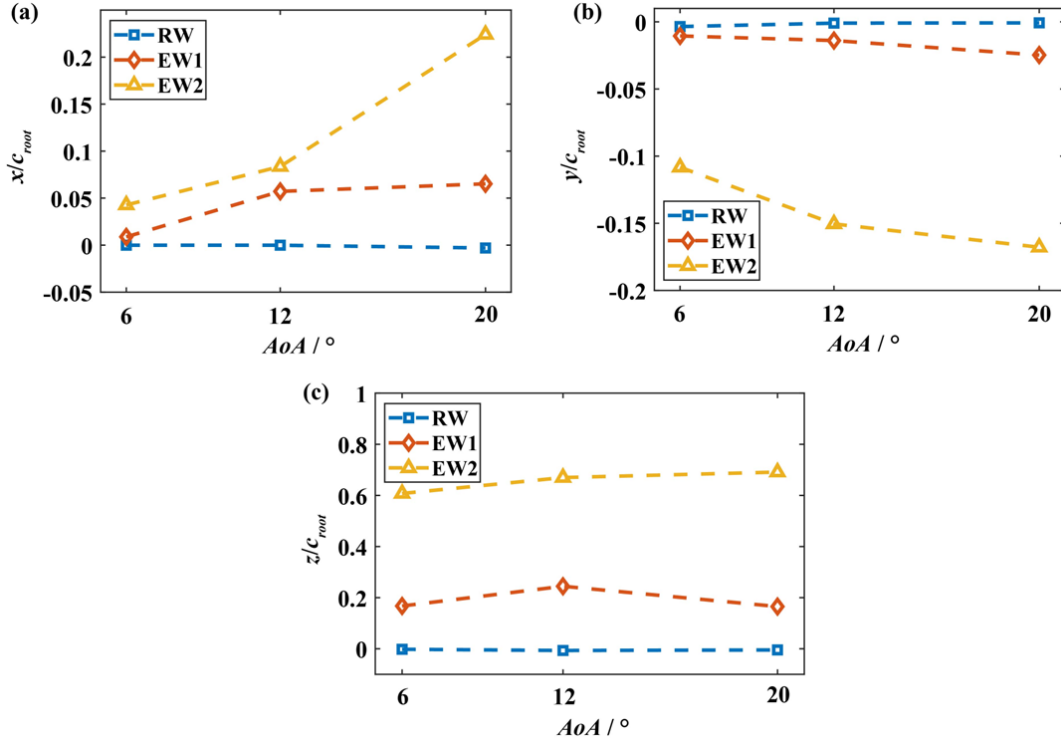 (a)
RW
EW1
EW2
0.2
0.15
0.1
0.05
0
-0.05
x/c_root
6 12 20
AoA / °
(b)
0
-0.05
-0.1
-0.15
-0.2
y/c_root
RW
EW1
EW2
6 12 20
AoA / °
(c)
1
0.8
0.6
0.4
0.2
0
z/c_root
RW
EW1
EW2
6 12 20
AoA / °